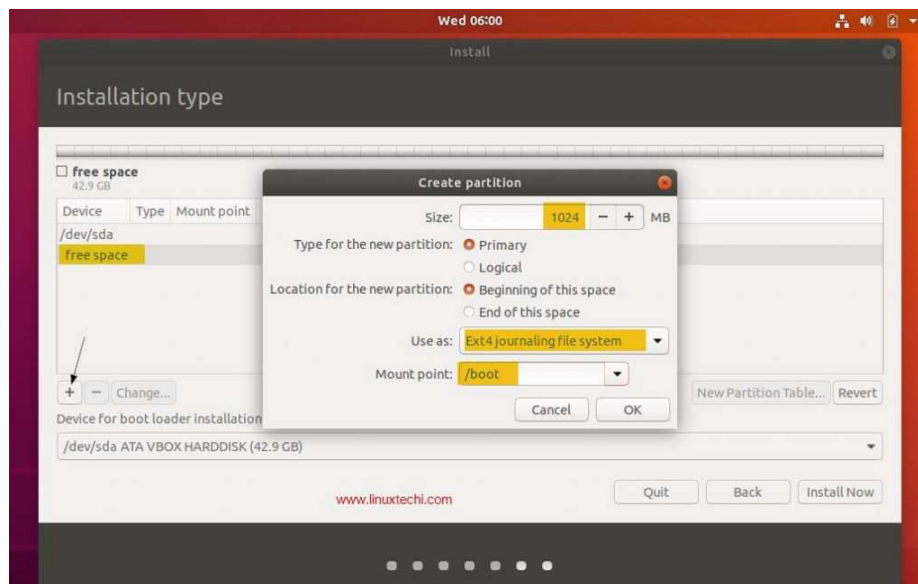 Wed 06:00
Install
Installation type
free space
42.9 GB
Device Type Mount point
/dev/sda
free space
Create partition
Size: 1024 − + MB
Type for the new partition: Primary
Logical
Location for the new partition: Beginning of this space
End of this space
Use as: Ext4 journaling file system
Mount point: /boot
Cancel OK
+ − Change... New Partition Table... Revert
Device for boot loader installation
/dev/sda ATA VBOX HARDDISK (42.9 GB)
www.linuxtechi.com
Quit Back Install Now